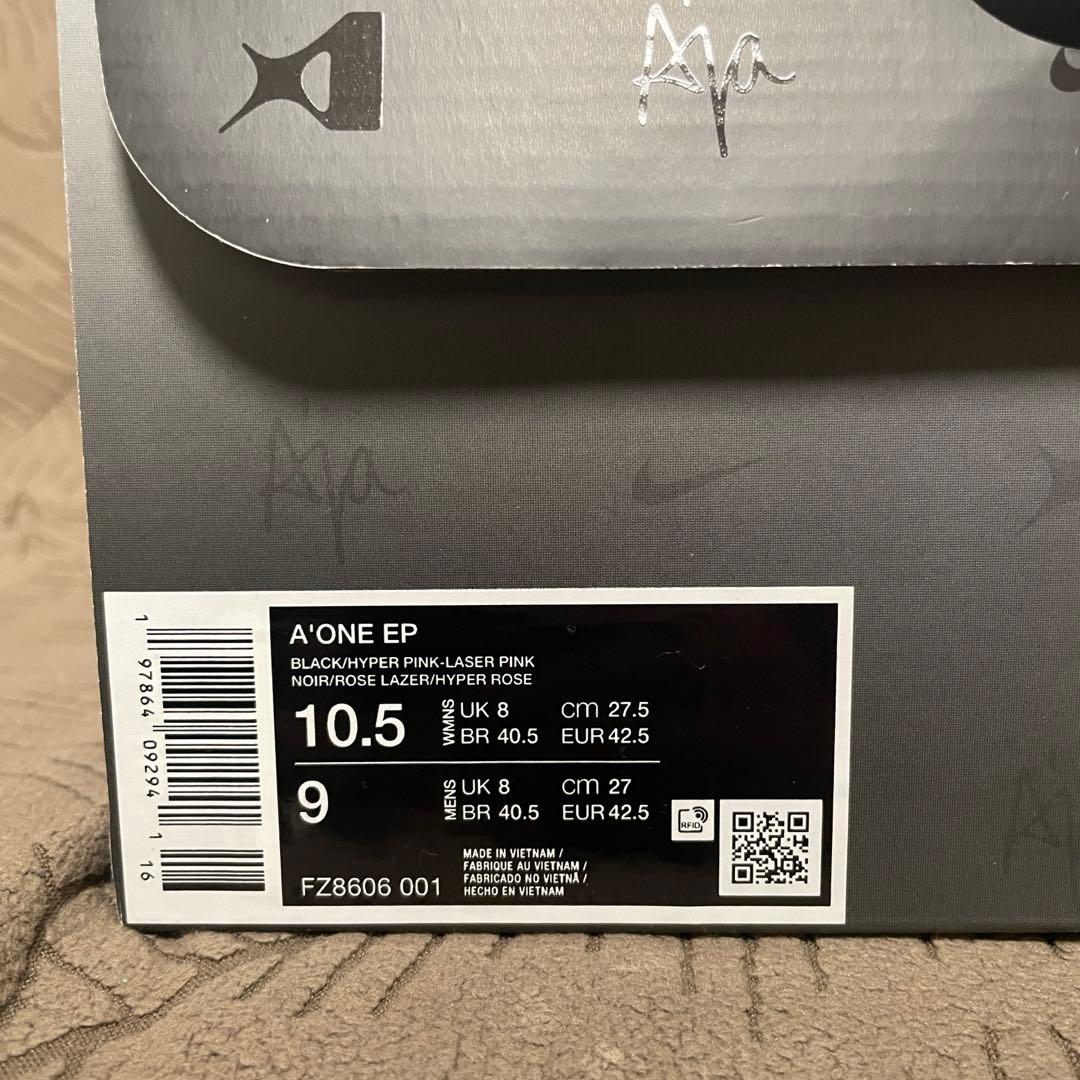 A'ja
A'ja
A'ONE EP
BLACK/HYPER PINK-LASER PINK
NOIR/ROSE LAZER/HYPER ROSE
10.5 WMNS UK 8 cm 27.5
BR 40.5 EUR 42.5
9 MENS UK 8 cm 27
BR 40.5 EUR 42.5
RFID
MADE IN VIETNAM /
FABRIQUE AU VIETNAM /
FABRICADO NO VIETNÃ /
HECHO EN VIETNAM
FZ8606 001
1 97864 09294 1 16